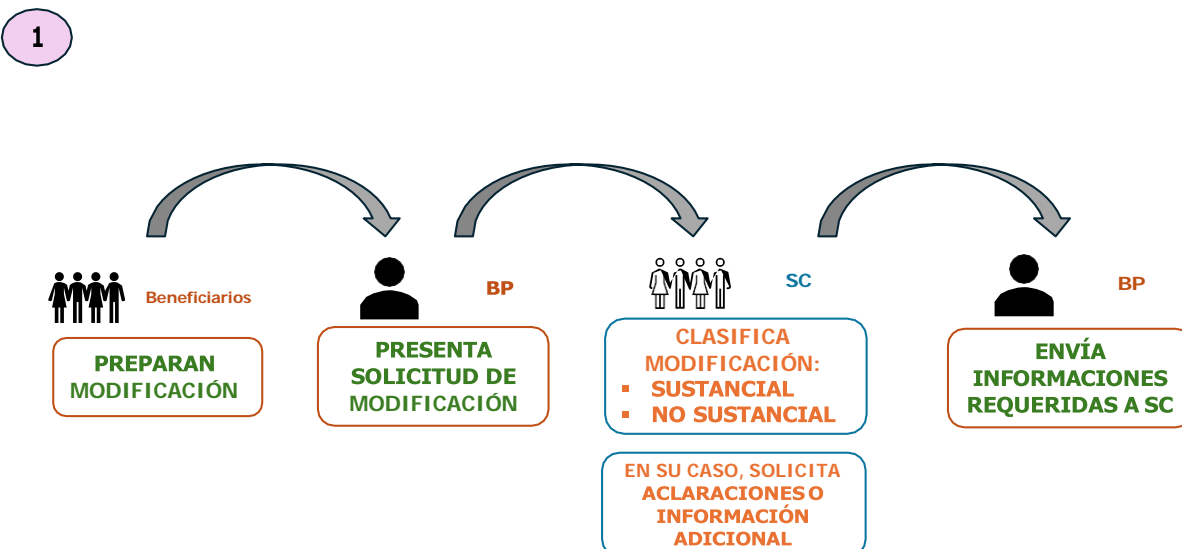 1
Beneficiarios
PREPARAN
MODIFICACIÓN
BP
PRESENTA
SOLICITUD DE
MODIFICACIÓN
SC
CLASIFICA
MODIFICACIÓN:
▪ SUSTANCIAL
▪ NO SUSTANCIAL
EN SU CASO, SOLICITA
ACLARACIONES O
INFORMACIÓN
ADICIONAL
BP
ENVÍA
INFORMACIONES
REQUERIDAS A SC